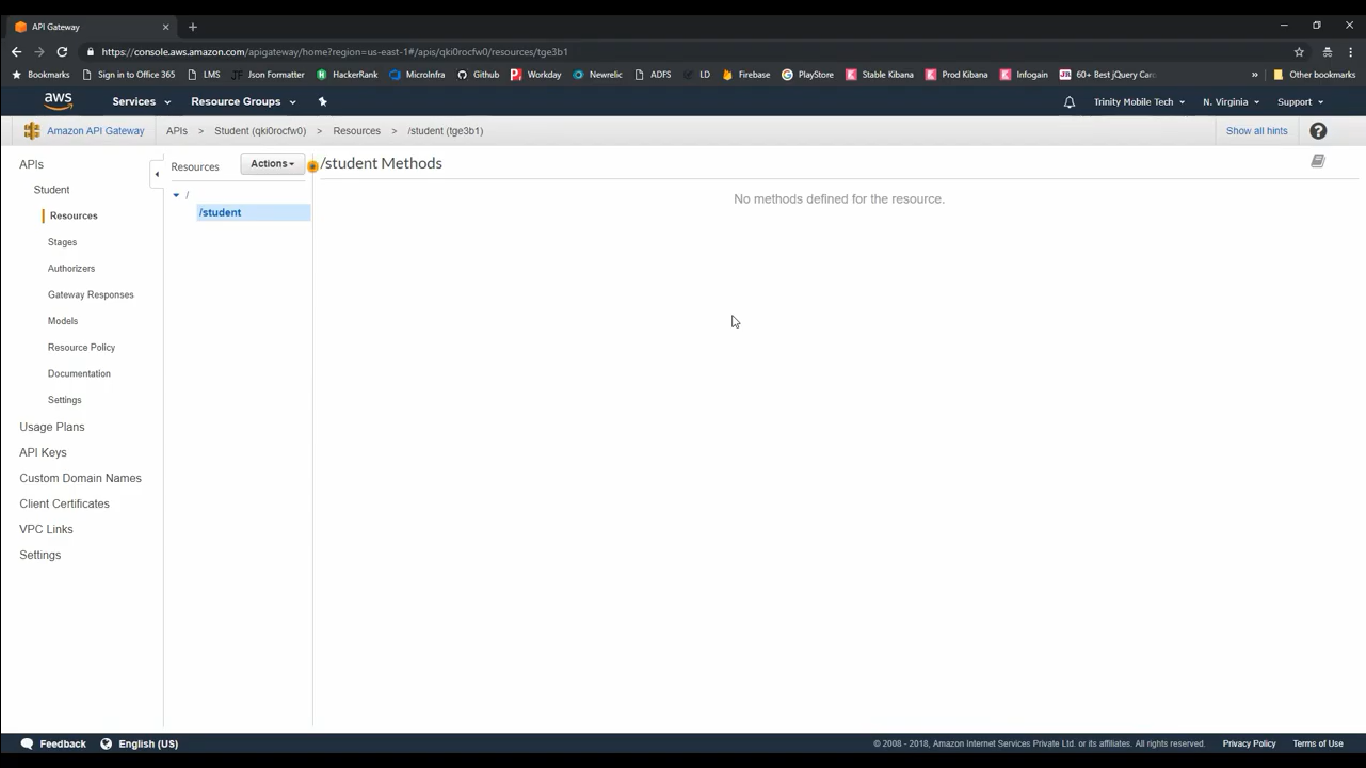 API Gateway
https://console.aws.amazon.com/apigateway/home?region=us-east-1#/apis/qki0rocfw0/resources/tge3b1
Bookmarks Sign in to Office 365 LMS Json Formatter HackerRank MicroInfra Github Workday Newrelic .ADFS LD Firebase PlayStore Stable Kibana Prod Kibana Infogain 60+ Best jQuery Carc » Other bookmarks
aws Services Resource Groups Trinity Mobile Tech N. Virginia Support
Amazon API Gateway APIs > Student (qki0rocfw0) > Resources > /student (tge3b1) Show all hints
APIs
Student
Resources
Stages
Authorizers
Gateway Responses
Models
Resource Policy
Documentation
Settings
Usage Plans
API Keys
Custom Domain Names
Client Certificates
VPC Links
Settings
Resources Actions
/
/student
/student Methods
No methods defined for the resource.
Feedback English (US) © 2008 - 2018, Amazon Internet Services Private Ltd. or its affiliates. All rights reserved. Privacy Policy Terms of Use